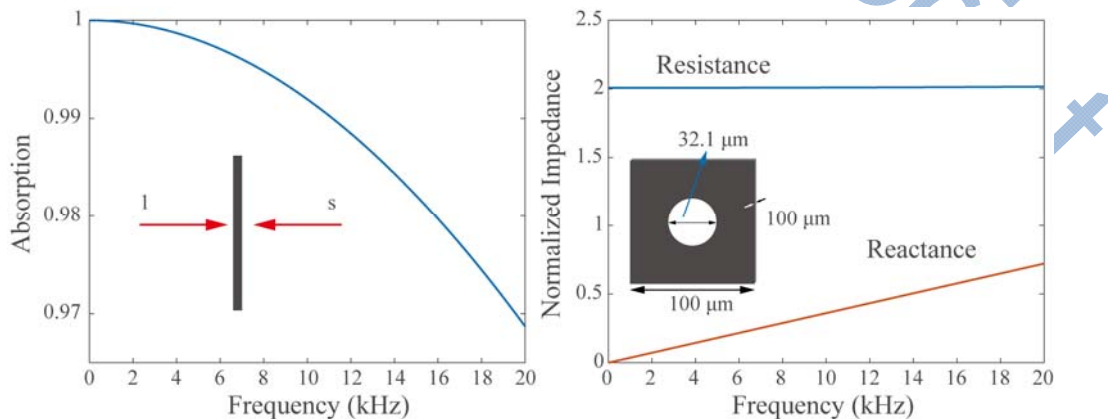 1
0.99
0.98
0.97
Absorption
1
s
0 2 4 6 8 10 12 14 16 18 20
Frequency (kHz)
2.5
2
1.5
1
0.5
0
Normalized Impedance
Resistance
32.1 μm
100 μm
100 μm
Reactance
0 2 4 6 8 10 12 14 16 18 20
Frequency (kHz)